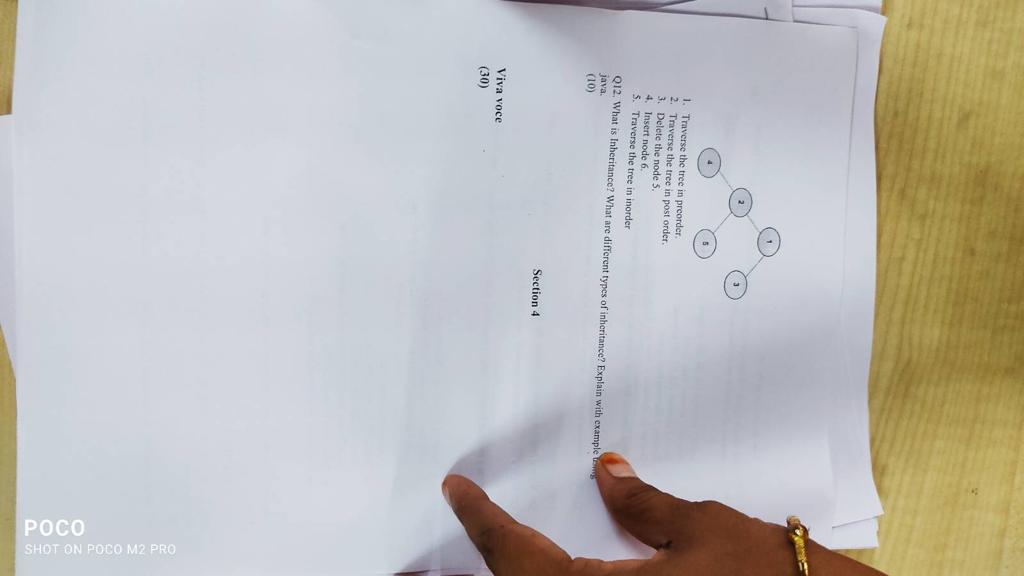 1
2
3
4
5
1. Traverse the tree in preorder.
2. Traverse the tree in post order.
3. Delete the node 5.
4. Insert node 6.
5. Traverse the tree in inorder
Q12. What is Inheritance? What are different types of inheritance? Explain with example using
java.
(10)
Section 4
Viva voce
(30)
POCO
SHOT ON POCO M2 PRO